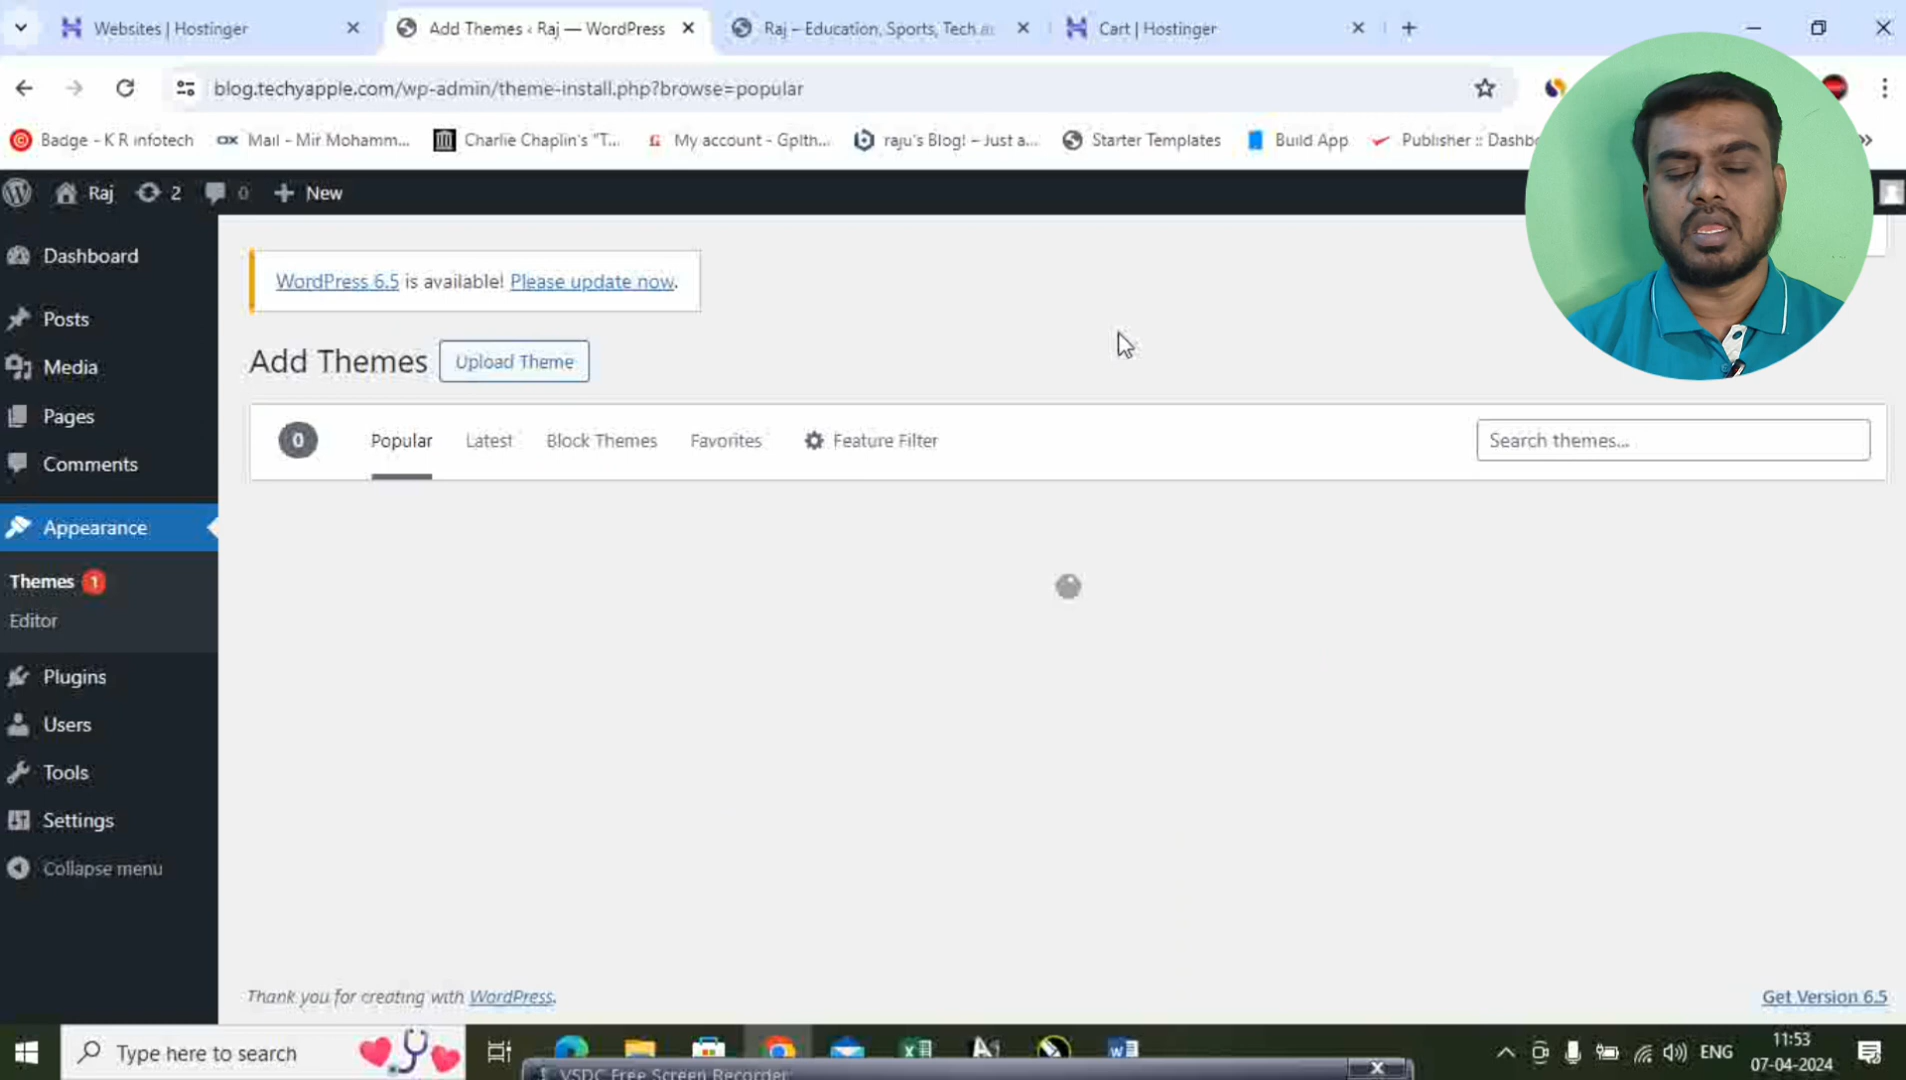 Websites | Hostinger
Add Themes ‹ Raj — WordPress
Raj – Education, Sports, Tech
Cart | Hostinger
blog.techyapple.com/wp-admin/theme-install.php?browse=popular
Badge - K R infotech
Mail - Mir Mohamm...
Charlie Chaplin's "T...
My account - Gplth...
raju's Blog! – Just a...
Starter Templates
Build App
Publisher :: Dashb
Raj
2
0
New
Dashboard
Posts
Media
Pages
Comments
Appearance
Themes 1
Editor
Plugins
Users
Tools
Settings
Collapse menu
WordPress 6.5 is available! Please update now.
Add Themes
Upload Theme
0
Popular
Latest
Block Themes
Favorites
Feature Filter
Search themes...
Thank you for creating with WordPress.
Get Version 6.5
Type here to search
VSDC Free Screen Recorder
ENG
11:53
07-04-2024